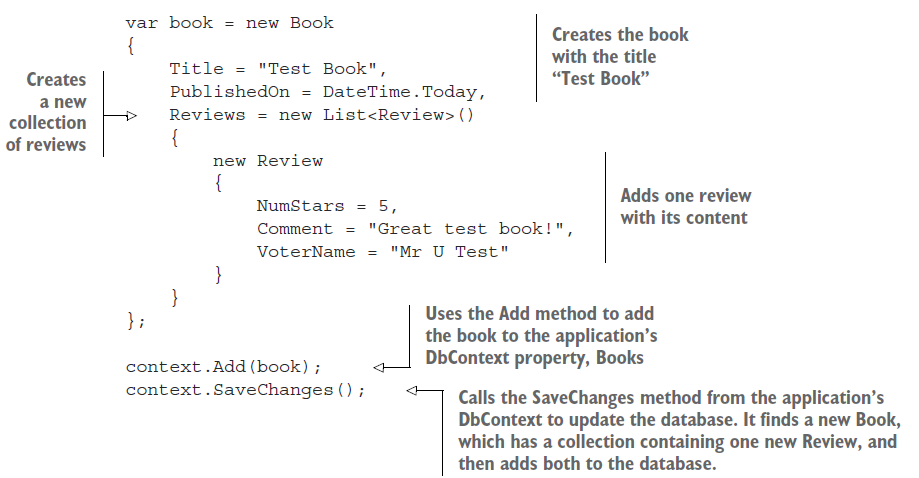 var book = new Book
{
Title = "Test Book",
PublishedOn = DateTime.Today,
Reviews = new List<Review>()
{
new Review
{
NumStars = 5,
Comment = "Great test book!",
VoterName = "Mr U Test"
}
}
};
context.Add(book);
context.SaveChanges();
Creates the book
with the title
“Test Book”
Creates
a new
collection
of reviews
Adds one review
with its content
Uses the Add method to add
the book to the application’s
DbContext property, Books
Calls the SaveChanges method from the application’s
DbContext to update the database. It finds a new Book,
which has a collection containing one new Review, and
then adds both to the database.